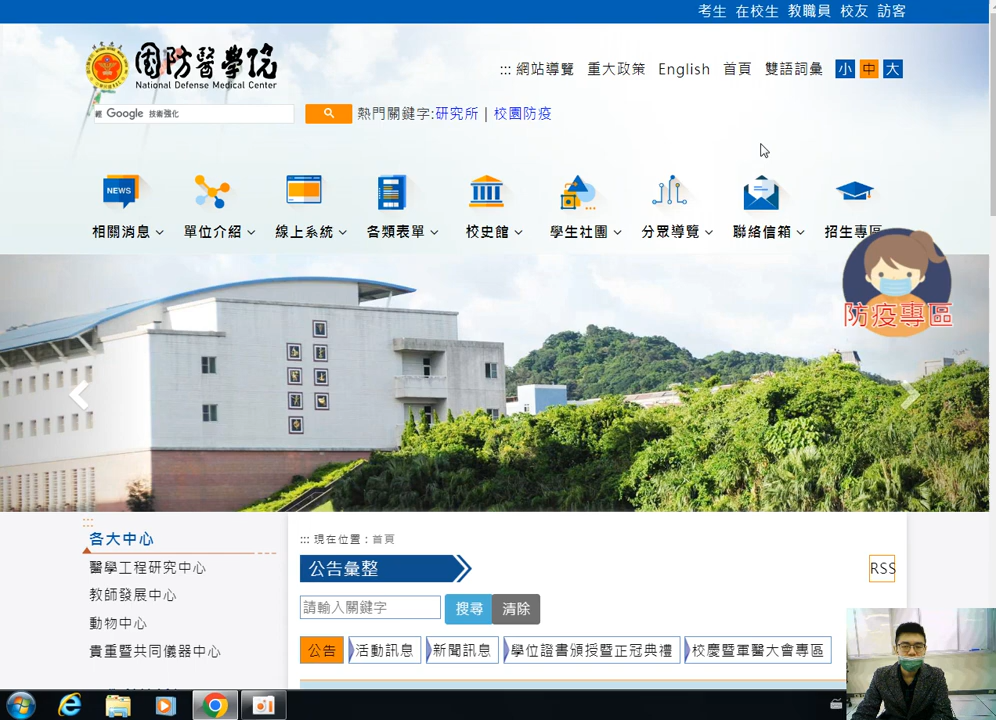 考生 在校生 教職員 校友 訪客
國防醫學院
National Defense Medical Center
::: 網站導覽 重大政策 English 首頁 雙語詞彙 小 中 大
Google 技術強化
熱門關鍵字:研究所 | 校園防疫
NEWS
相關消息 單位介紹 線上系統 各類表單 校史館 學生社團 分眾導覽 聯絡信箱 招生專區
防疫專區
:::
各大中心
醫學工程研究中心
教師發展中心
動物中心
貴重暨共同儀器中心
::: 現在位置：首頁
公告彙整
RSS
請輸入關鍵字 搜尋 清除
公告 活動訊息 新聞訊息 學位證書頒授暨正冠典禮 校慶暨軍醫大會專區